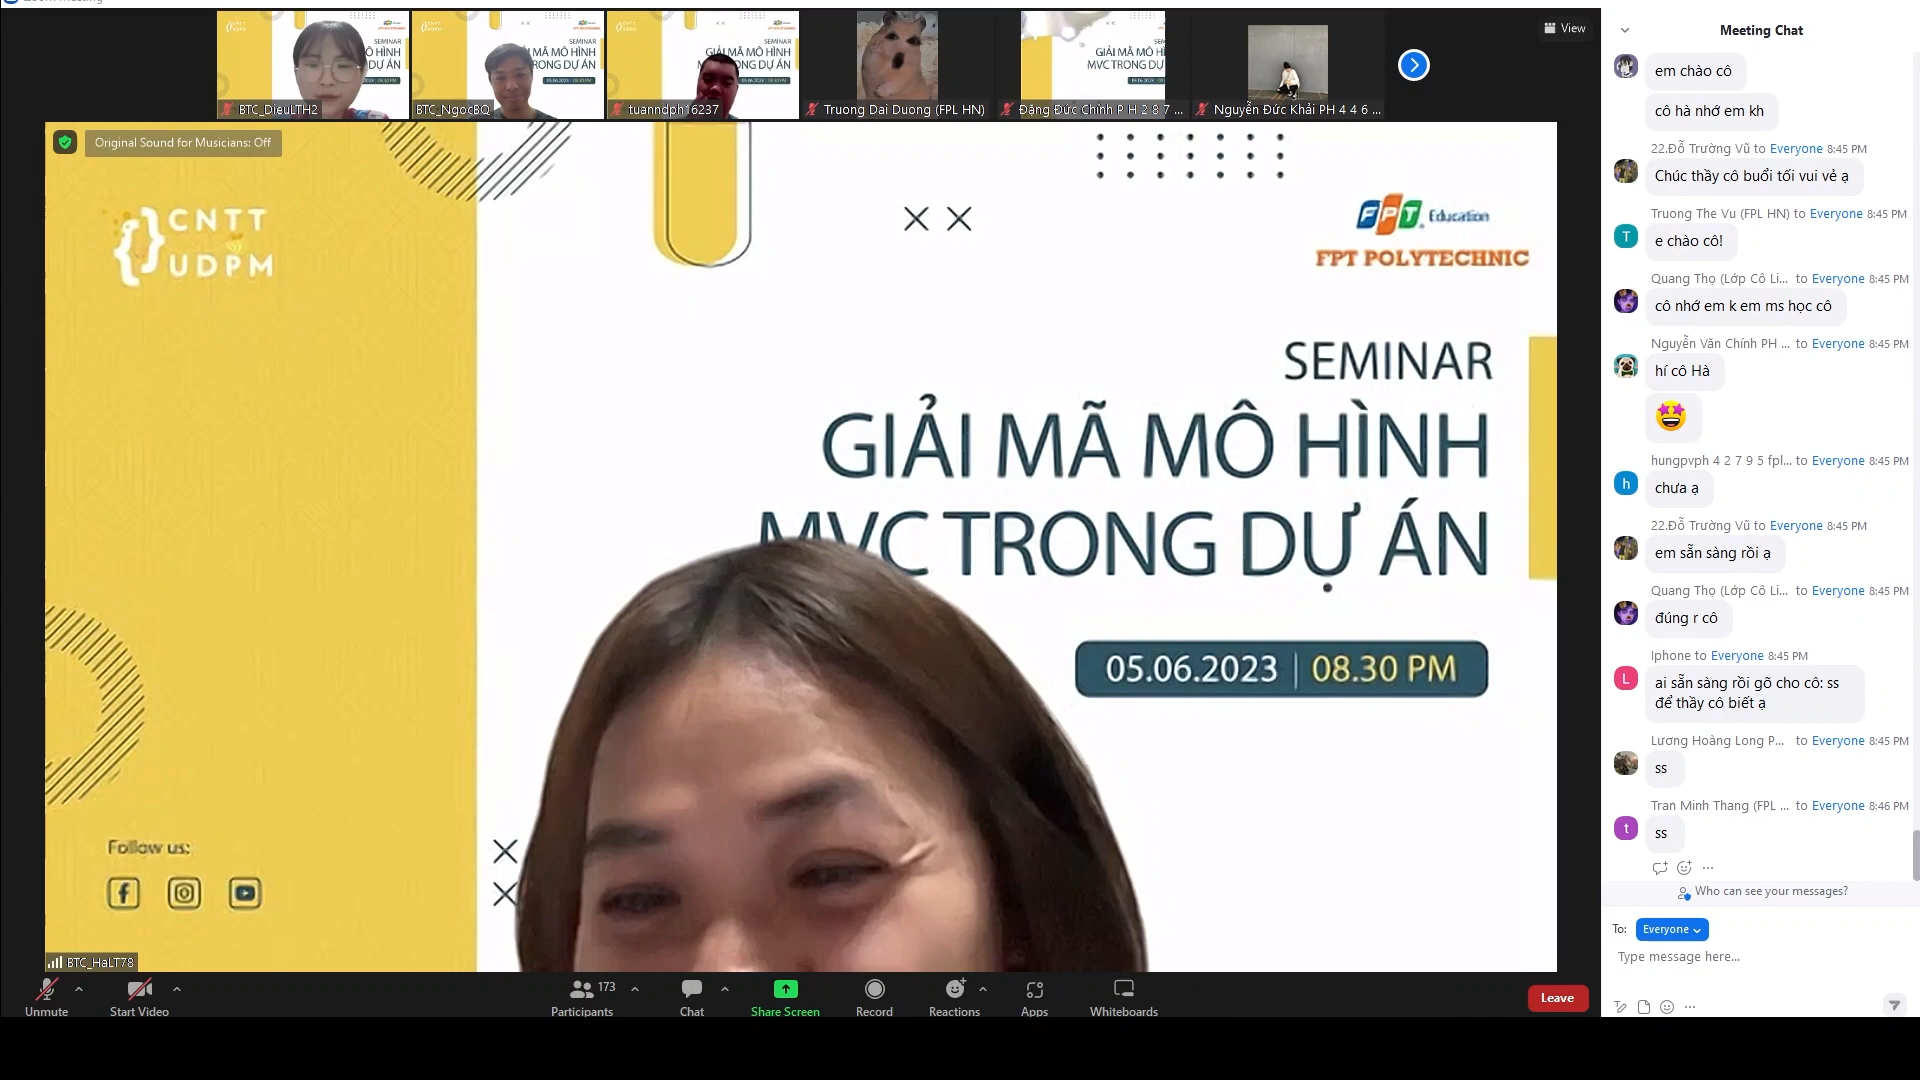 View
BTC_DieuLTH2
BTC_NgocBQ
tuanndph16237
Truong Dai Duong (FPL HN)
Đặng Đức Chính P H 2 8 7 ...
Nguyễn Đức Khải PH 4 4 6 ...
Original Sound for Musicians: Off
CNTT
UDPM
FPT Education
FPT POLYTECHNIC
SEMINAR
GIẢI MÃ MÔ HÌNH
MVC TRONG DỰ ÁN
05.06.2023 | 08.30 PM
Follow us:
BTC_HaLT78
Unmute
Start Video
173
Participants
Chat
Share Screen
Record
Reactions
Apps
Whiteboards
Leave
Meeting Chat
em chào cô
cô hà nhớ em kh
22.Đỗ Trường Vũ to Everyone 8:45 PM
Chúc thầy cô buổi tối vui vẻ ạ
Truong The Vu (FPL HN) to Everyone 8:45 PM
T
e chào cô!
Quang Thọ (Lớp Cô Li... to Everyone 8:45 PM
cô nhớ em k em ms học cô
Nguyễn Văn Chính PH ... to Everyone 8:45 PM
hí cô Hà
hungpvph 4 2 7 9 5 fpl... to Everyone 8:45 PM
h
chưa ạ
22.Đỗ Trường Vũ to Everyone 8:45 PM
em sẵn sàng rồi ạ
Quang Thọ (Lớp Cô Li... to Everyone 8:45 PM
đúng r cô
Iphone to Everyone 8:45 PM
L
ai sẵn sàng rồi gõ cho cô: ss
để thầy cô biết ạ
Lương Hoàng Long P... to Everyone 8:45 PM
ss
Tran Minh Thang (FPL ... to Everyone 8:46 PM
t
ss
Who can see your messages?
To: Everyone
Type message here...